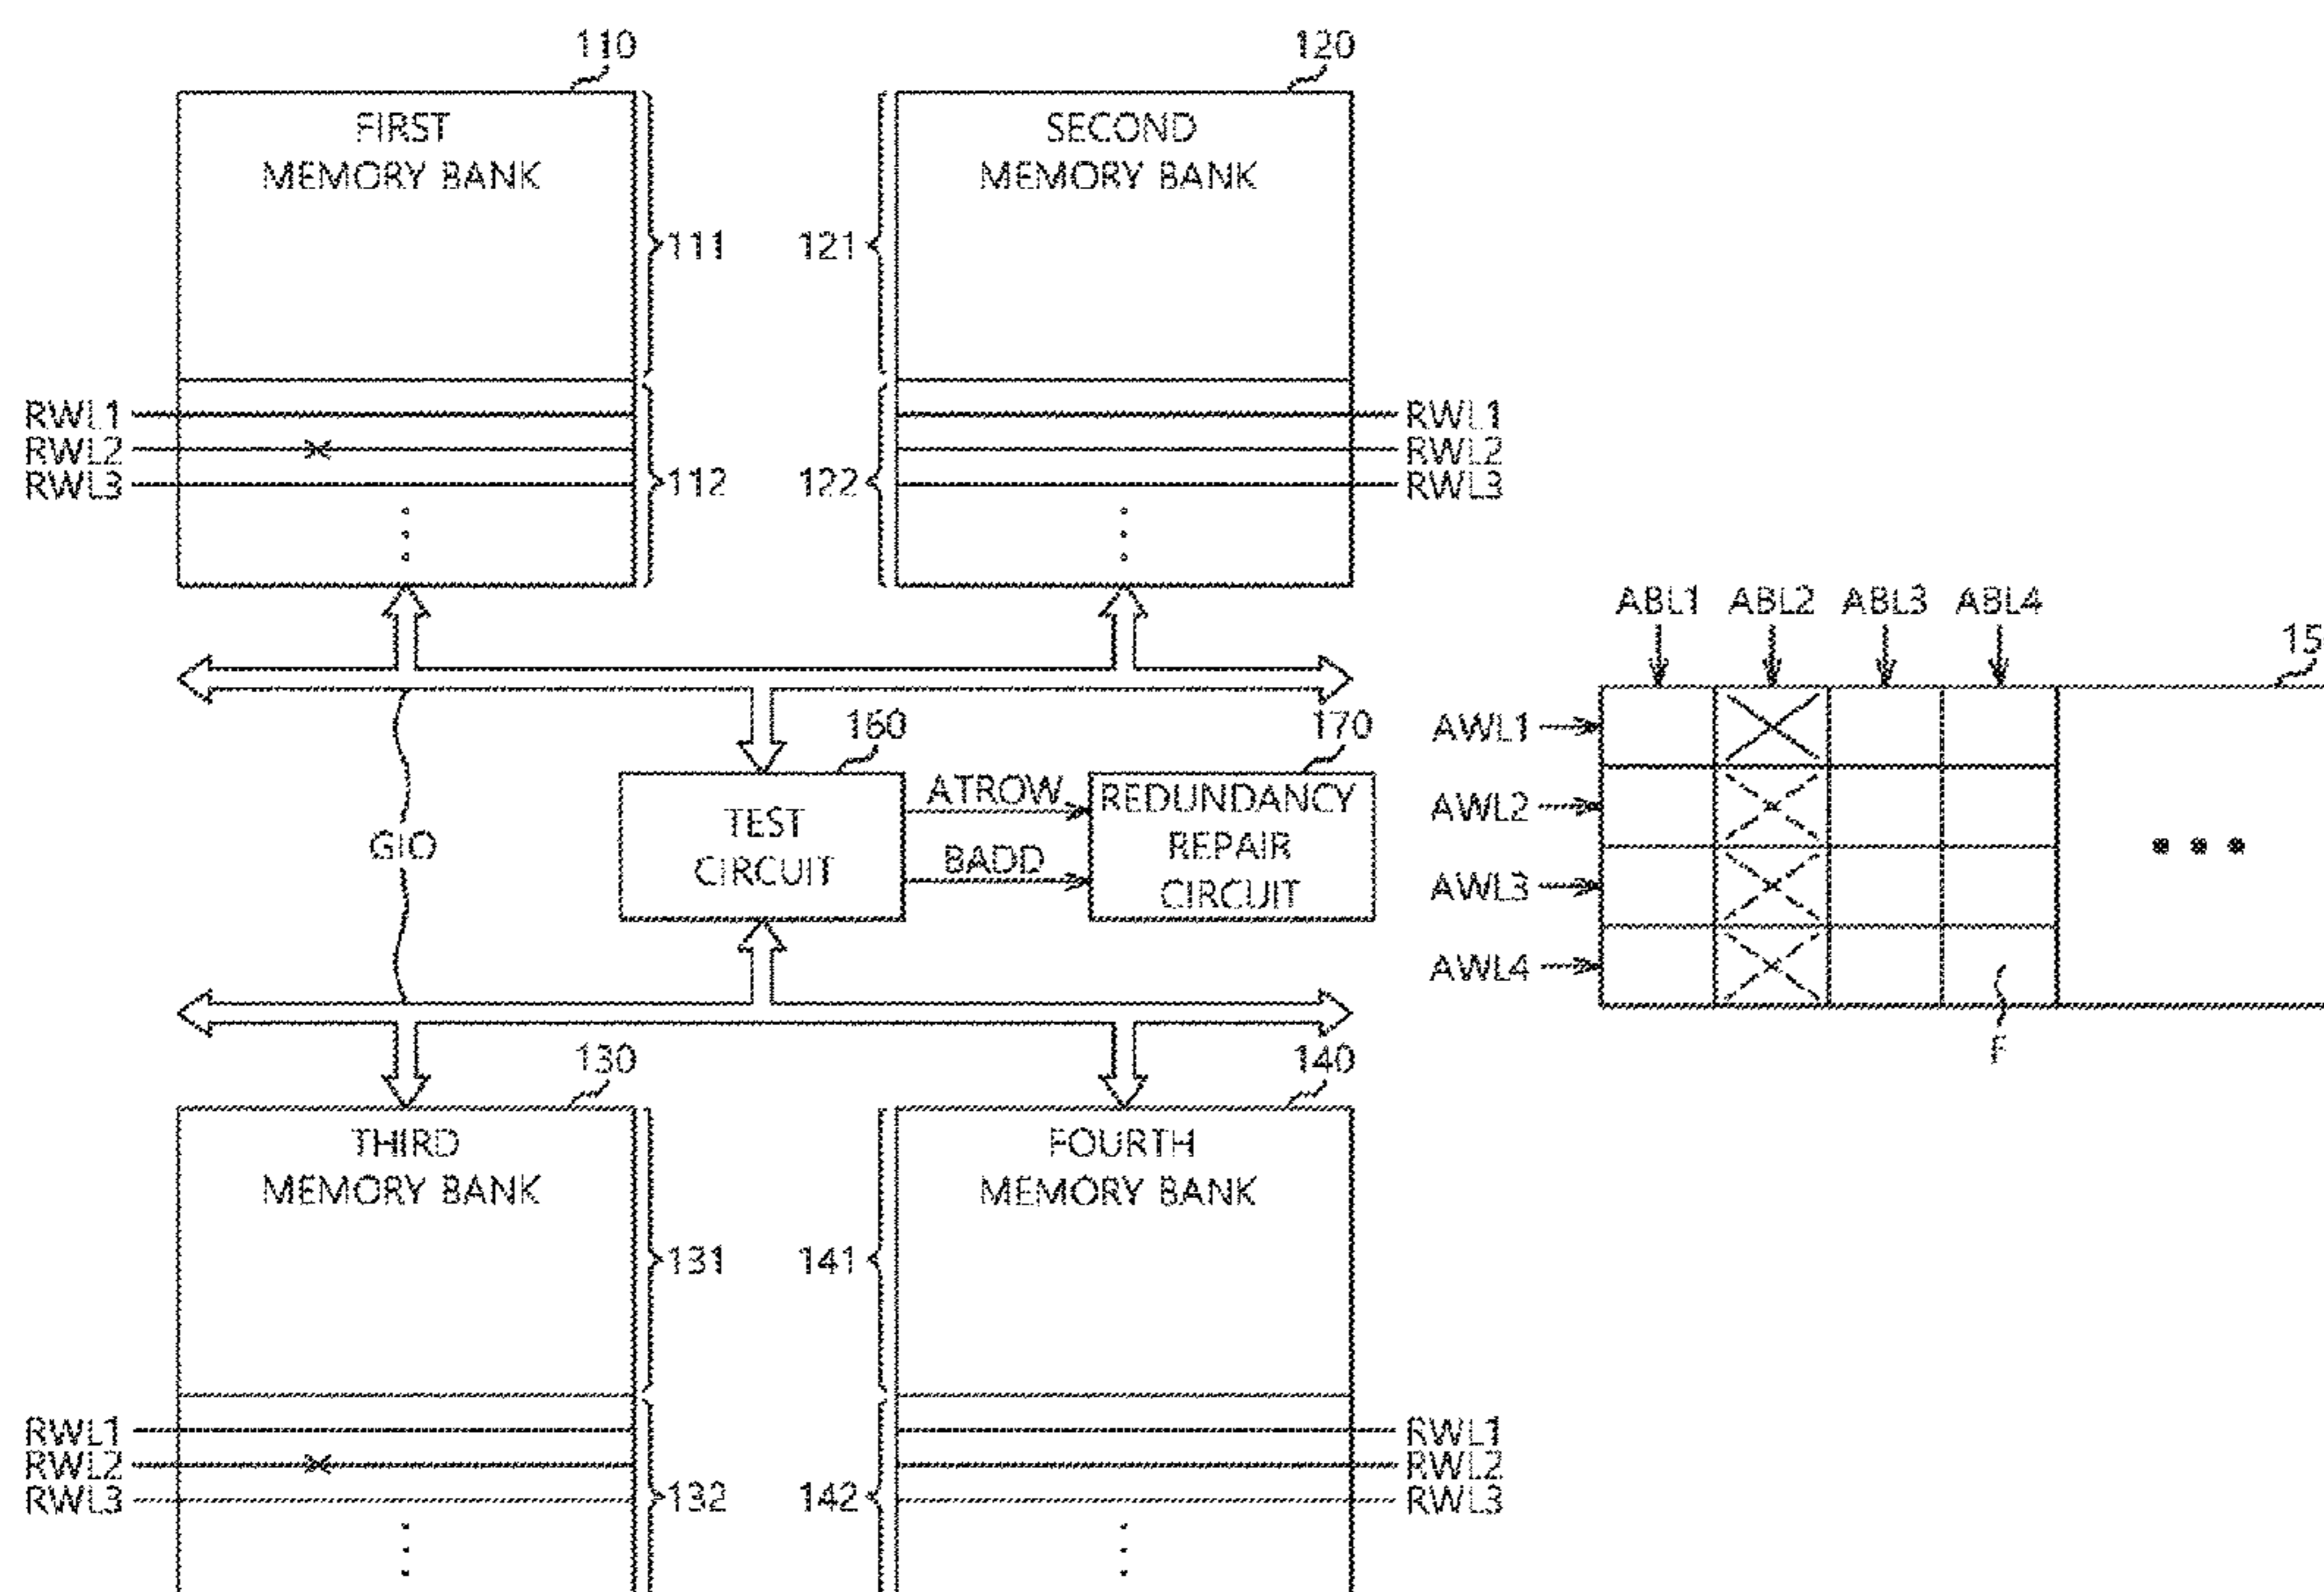 110
120
FIRST
MEMORY BANK
SECOND
MEMORY BANK
111
121
RWL1
RWL2
RWL3
112
122
RWL1
RWL2
RWL3
ABL1 ABL2 ABL3 ABL4
AWL1
AWL2
AWL3
AWL4
F
GIO
160
170
TEST
CIRCUIT
ATROW
BADD
REDUNDANCY
REPAIR
CIRCUIT
130
140
THIRD
MEMORY BANK
FOURTH
MEMORY BANK
131
141
RWL1
RWL2
RWL3
132
142
RWL1
RWL2
RWL3